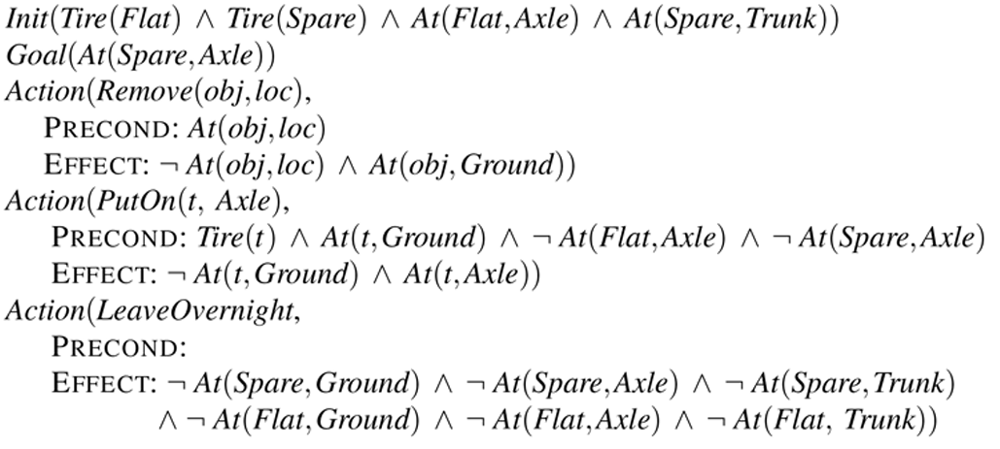 Init(Tire(Flat) ∧ Tire(Spare) ∧ At(Flat,Axle) ∧ At(Spare,Trunk))
Goal(At(Spare,Axle))
Action(Remove(obj,loc),
PRECOND: At(obj,loc)
EFFECT: ¬ At(obj,loc) ∧ At(obj,Ground))
Action(PutOn(t, Axle),
PRECOND: Tire(t) ∧ At(t,Ground) ∧ ¬ At(Flat,Axle) ∧ ¬ At(Spare,Axle)
EFFECT: ¬ At(t,Ground) ∧ At(t,Axle))
Action(LeaveOvernight,
PRECOND:
EFFECT: ¬ At(Spare,Ground) ∧ ¬ At(Spare,Axle) ∧ ¬ At(Spare,Trunk)
∧ ¬ At(Flat,Ground) ∧ ¬ At(Flat,Axle) ∧ ¬ At(Flat, Trunk))